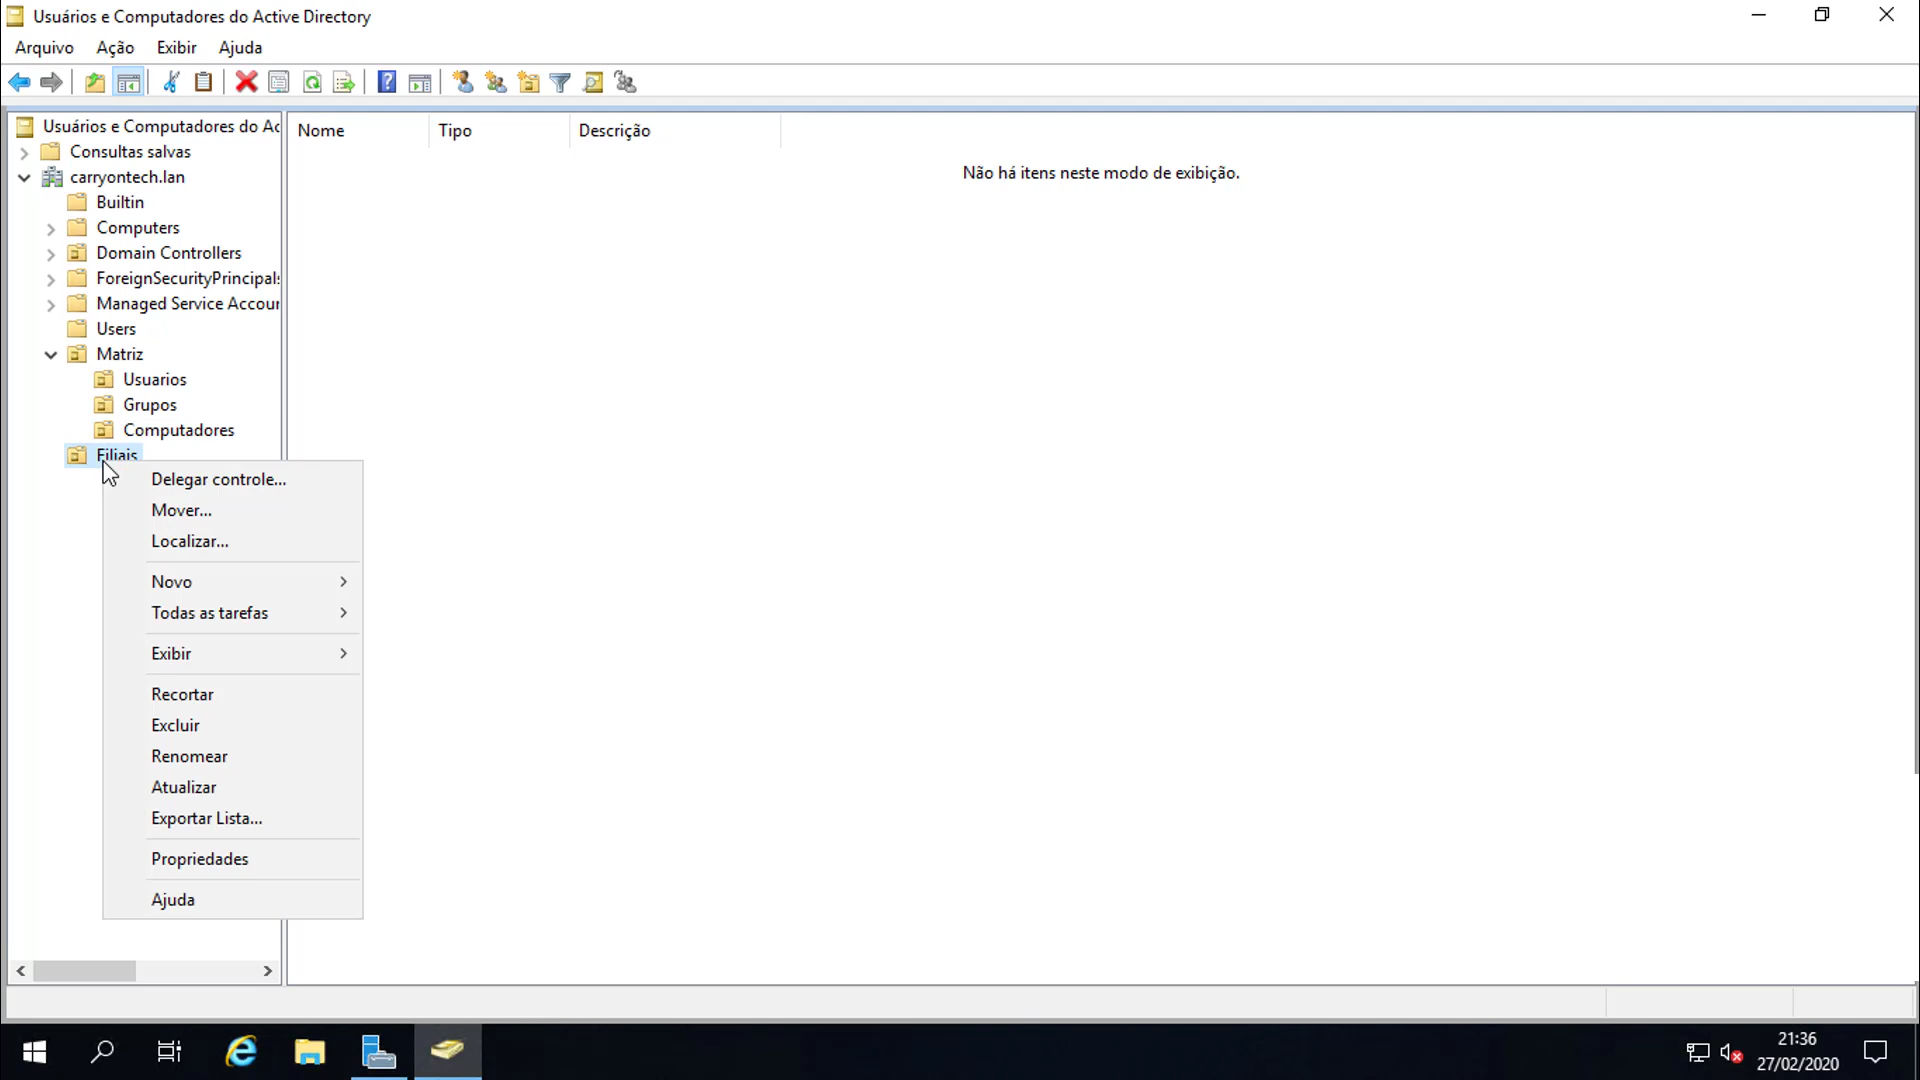 Usuários e Computadores do Active Directory
Arquivo Ação Exibir Ajuda
Usuários e Computadores do Ac
Nome Tipo Descrição
Consultas salvas
Não há itens neste modo de exibição.
carryontech.lan
Builtin
Computers
Domain Controllers
ForeignSecurityPrincipals
Managed Service Accour
Users
Matriz
Usuarios
Grupos
Computadores
Filiais
Delegar controle...
Mover...
Localizar...
Novo
Todas as tarefas
Exibir
Recortar
Excluir
Renomear
Atualizar
Exportar Lista...
Propriedades
Ajuda
21:36
27/02/2020